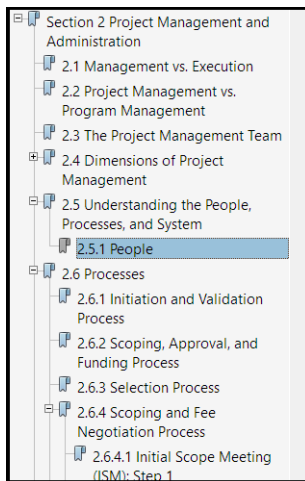 Section 2 Project Management and
Administration
2.1 Management vs. Execution
2.2 Project Management vs.
Program Management
2.3 The Project Management Team
2.4 Dimensions of Project
Management
2.5 Understanding the People,
Processes, and System
2.5.1 People
2.6 Processes
2.6.1 Initiation and Validation
Process
2.6.2 Scoping, Approval, and
Funding Process
2.6.3 Selection Process
2.6.4 Scoping and Fee
Negotiation Process
2.6.4.1 Initial Scope Meeting
(ISM): Step 1